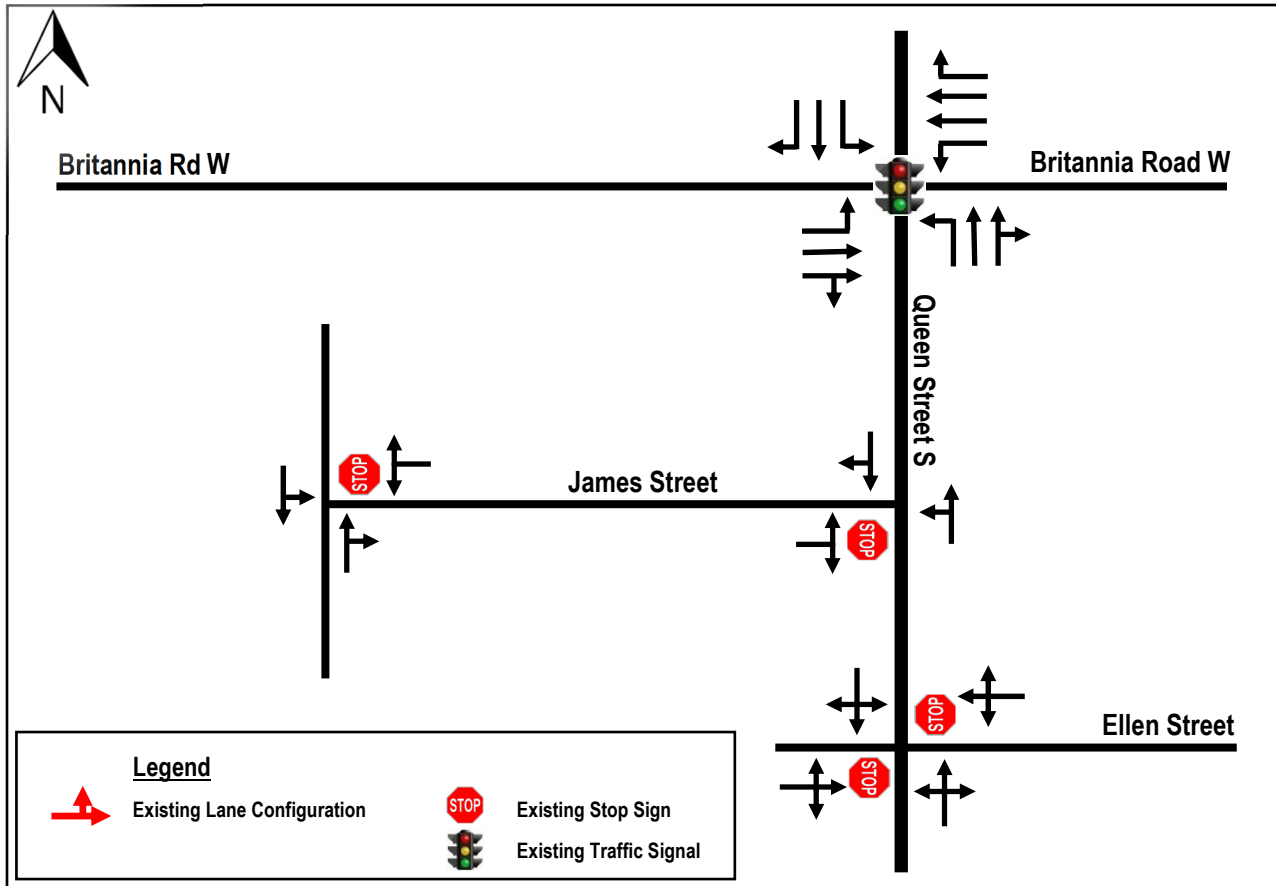 N
Britannia Rd W
Britannia Road W
Queen Street S
STOP
James Street
STOP
STOP
Ellen Street
STOP
Legend
Existing Lane Configuration
STOP
Existing Stop Sign
Existing Traffic Signal